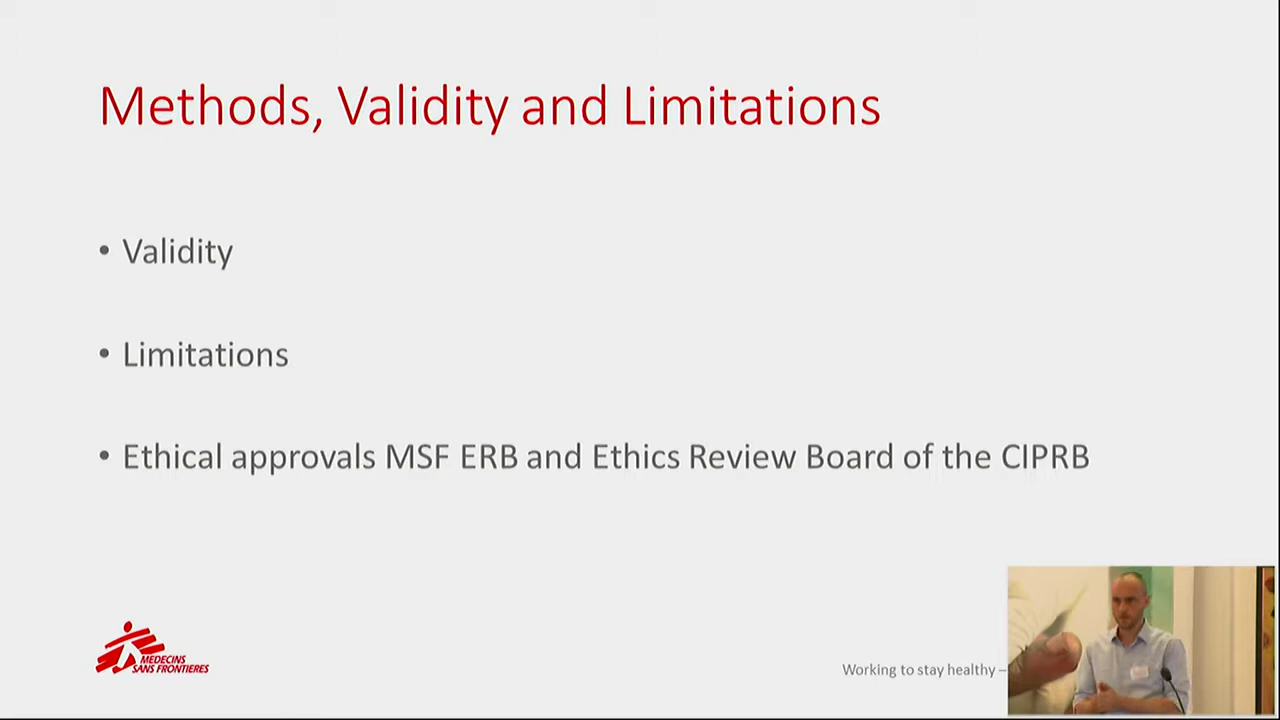 Methods, Validity and Limitations
• Validity
• Limitations
• Ethical approvals MSF ERB and Ethics Review Board of the CIPRB
MEDECINS
SANS FRONTIERES
Working to stay healthy –